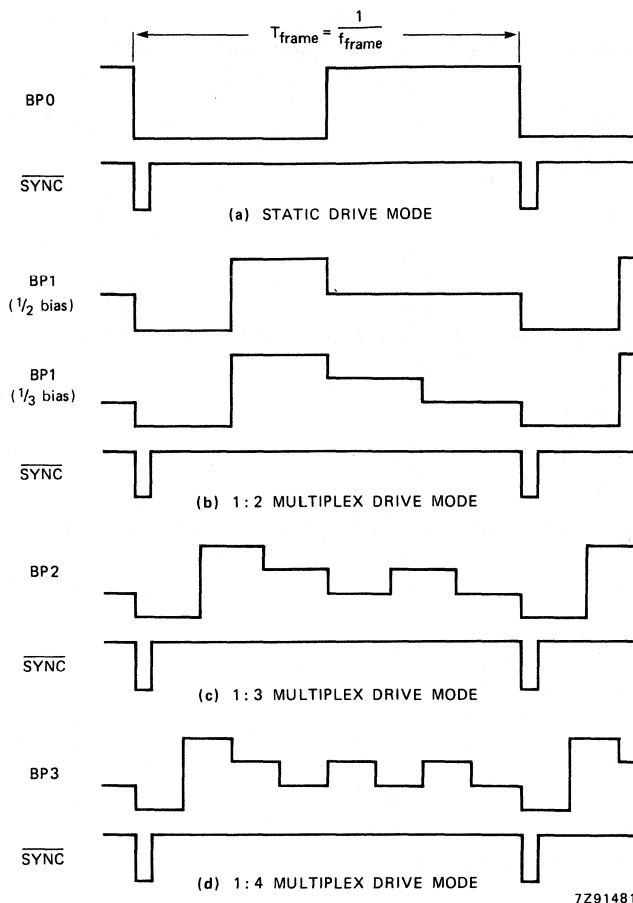 T_frame = 1/f_frame
BP0
SYNC
(a) STATIC DRIVE MODE
BP1
(1/2 bias)
BP1
(1/3 bias)
SYNC
(b) 1:2 MULTIPLEX DRIVE MODE
BP2
SYNC
(c) 1:3 MULTIPLEX DRIVE MODE
BP3
SYNC
(d) 1:4 MULTIPLEX DRIVE MODE
7Z91481